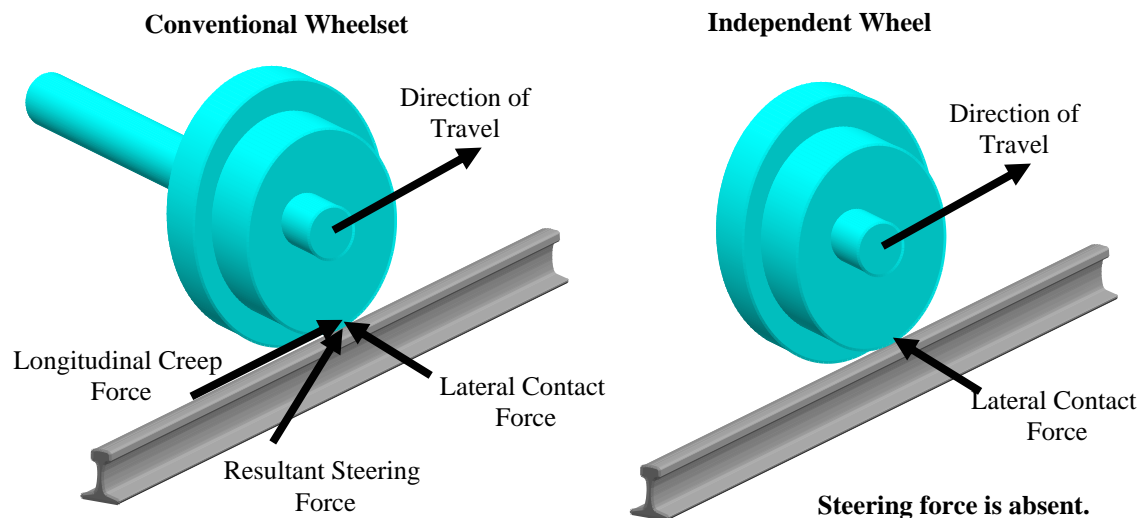 Conventional Wheelset
Direction of
Travel
Longitudinal Creep
Force
Lateral Contact
Force
Resultant Steering
Force
Independent Wheel
Direction of
Travel
Lateral Contact
Force
Steering force is absent.